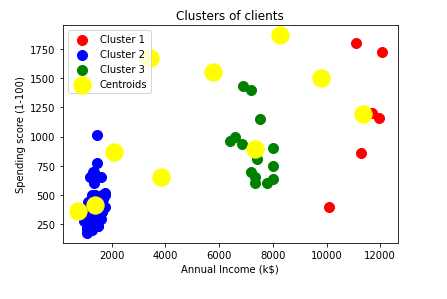 Clusters of clients
Cluster 1
Cluster 2
Cluster 3
Centroids
Spending score (1-100)
1750
1500
1250
1000
750
500
250
2000 4000 6000 8000 10000 12000
Annual Income (k$)